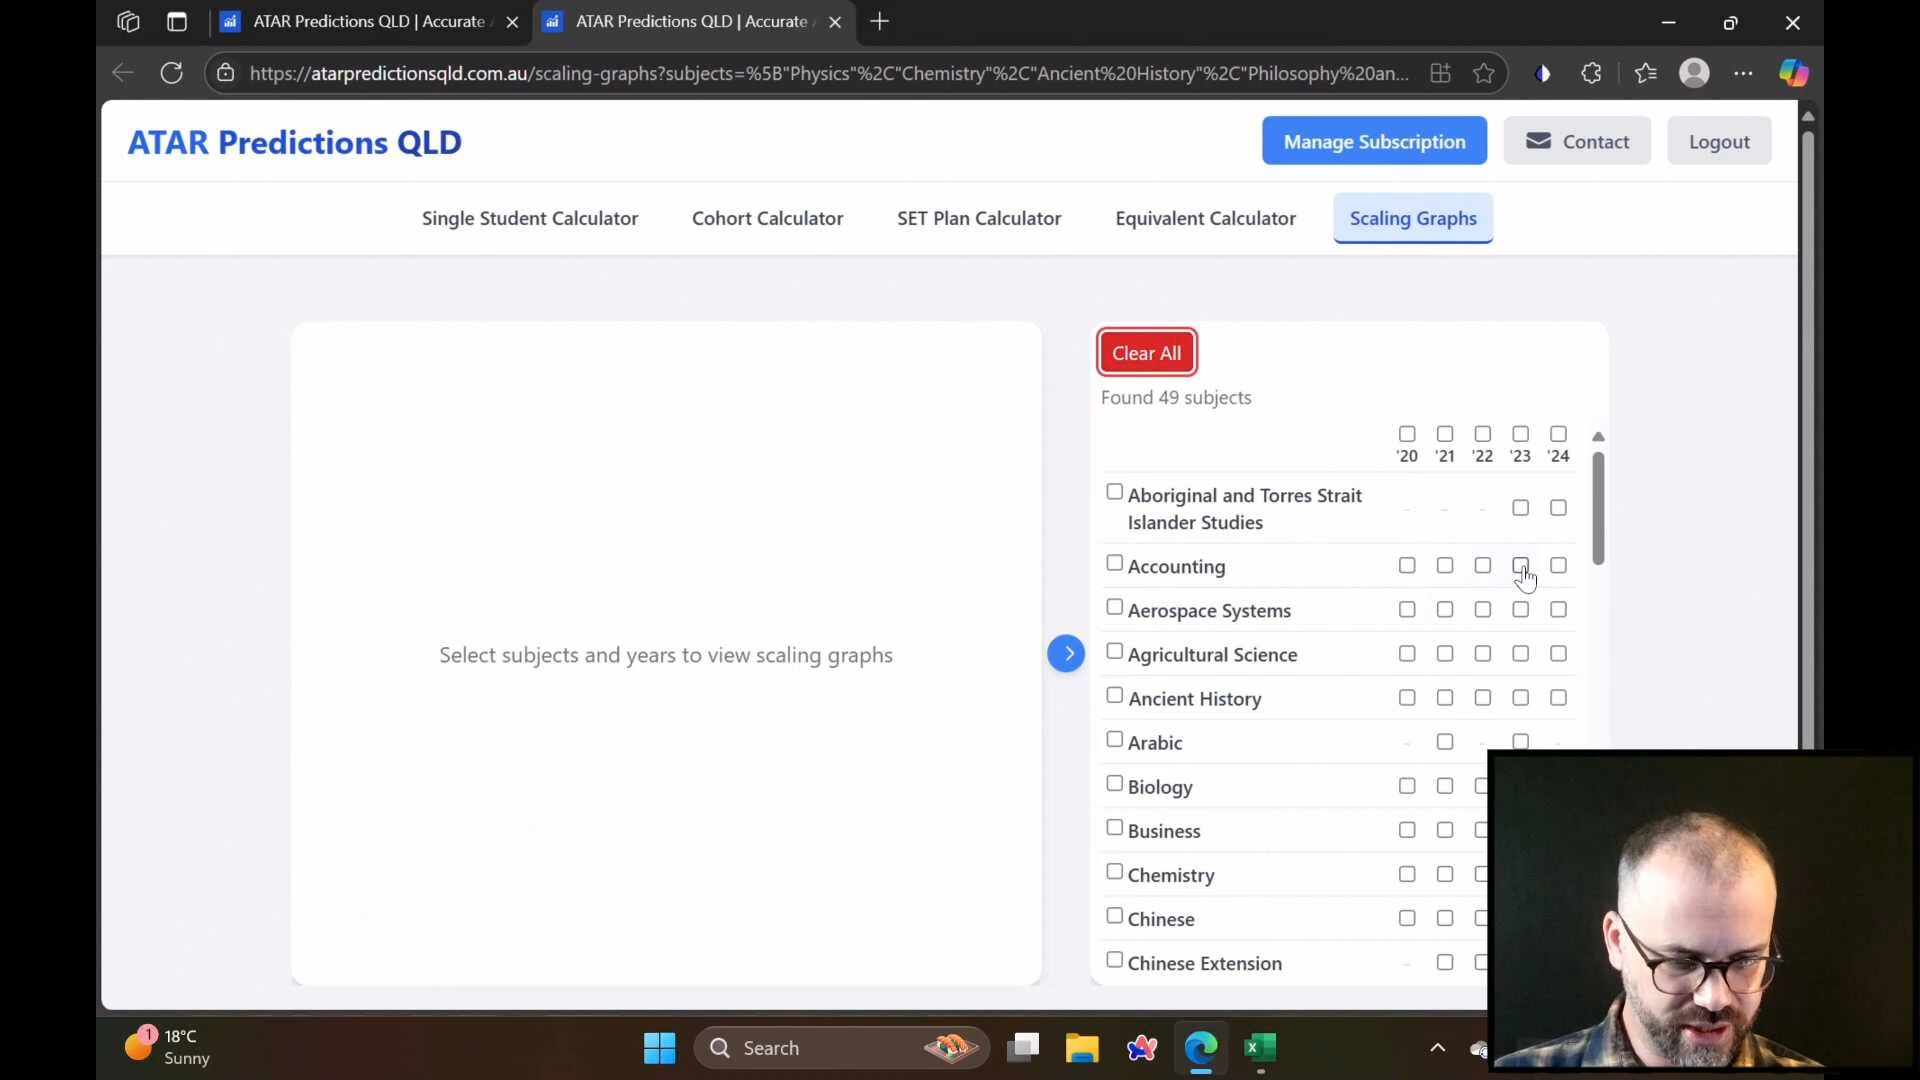 ATAR Predictions QLD | Accurate
ATAR Predictions QLD | Accurate
https://atarpredictionsqld.com.au/scaling-graphs?subjects=%5B"Physics"%2C"Chemistry"%2C"Ancient%20History"%2C"Philosophy%20an...
ATAR Predictions QLD
Manage Subscription
Contact
Logout
Single Student Calculator
Cohort Calculator
SET Plan Calculator
Equivalent Calculator
Scaling Graphs
Clear All
Found 49 subjects
'20 '21 '22 '23 '24
Aboriginal and Torres Strait
Islander Studies
Accounting
Aerospace Systems
Agricultural Science
Ancient History
Arabic
Biology
Business
Chemistry
Chinese
Chinese Extension
Select subjects and years to view scaling graphs
1
18°C
Sunny
Search